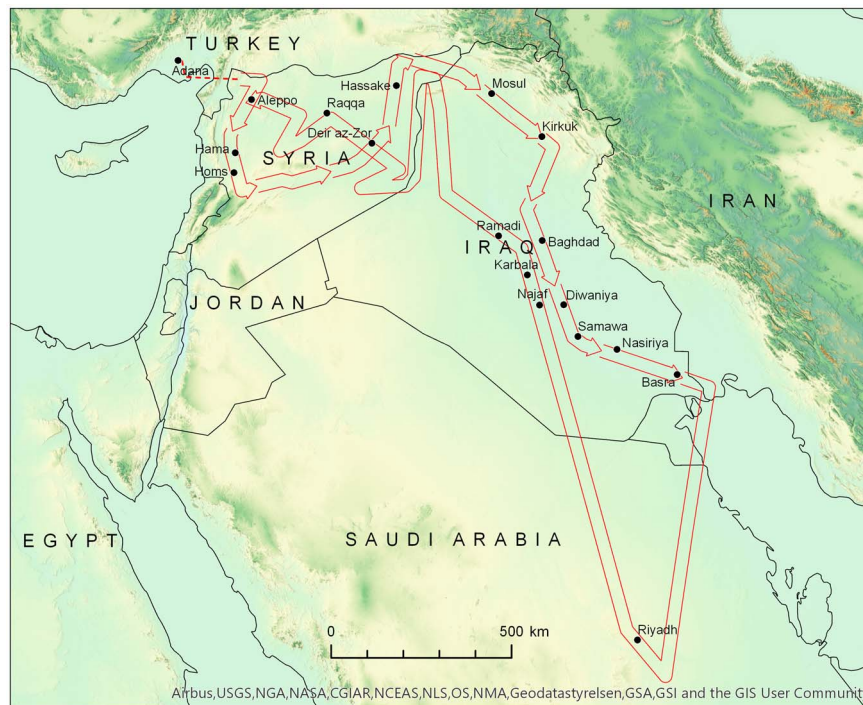 TURKEY
Adana
Aleppo
Hassake
Raqqa
Deir az-Zor
Mosul
Kirkuk
Hama
SYRIA
Homs
IRAN
Ramadi
IRAQ
Baghdad
Karbala
JORDAN
Najaf
Diwaniya
Samawa
Nasiriya
Basra
EGYPT
SAUDI ARABIA
Riyadh
0 500 km
Airbus,USGS,NGA,NASA,CGIAR,NCEAS,NLS,OS,NMA,Geodatastyrelsen,GSA,GSI and the GIS User Communit